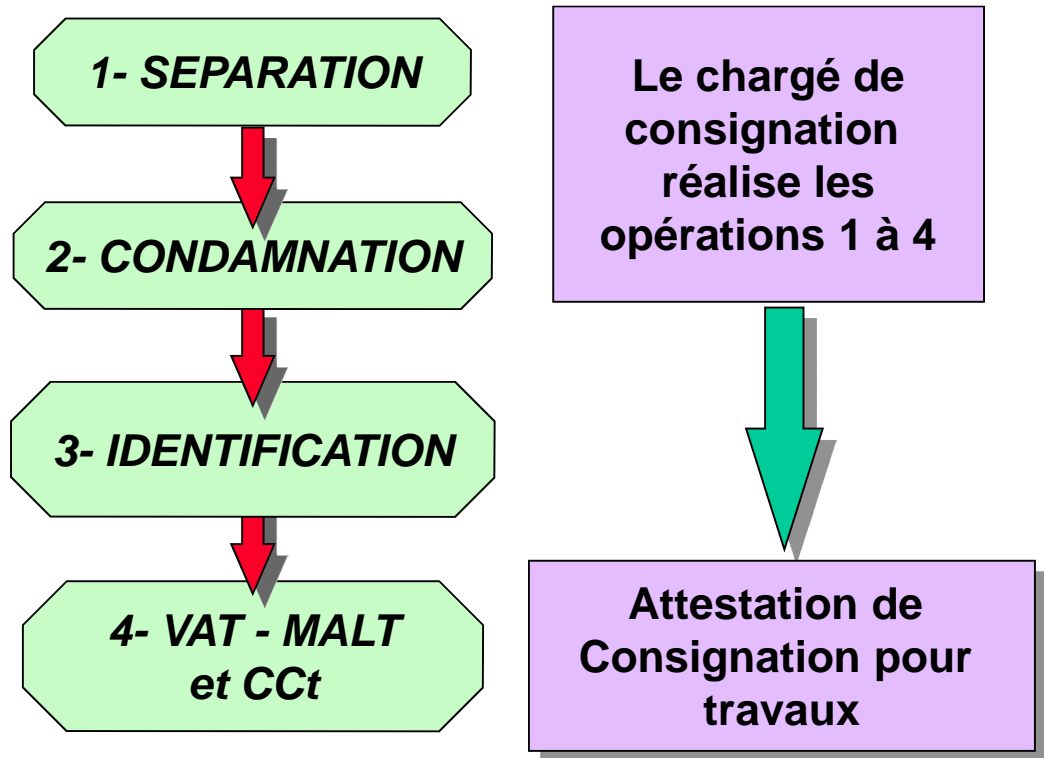 1- SEPARATION
2- CONDAMNATION
3- IDENTIFICATION
4- VAT - MALT
et CCt
Le chargé de
consignation
réalise les
opérations 1 à 4
Attestation de
Consignation pour
travaux